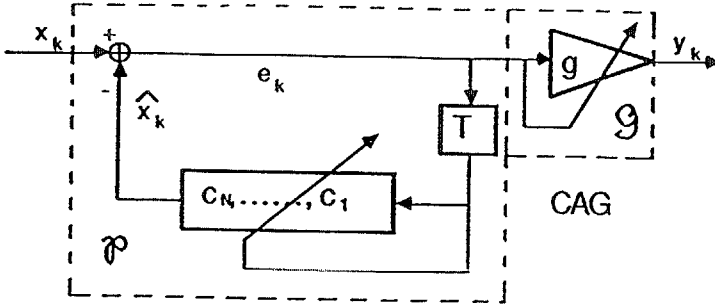 x_k
+
-
e_k
x̂_k
T
C_N, ......, C_1
℘
g
y_k
𝒢
CAG